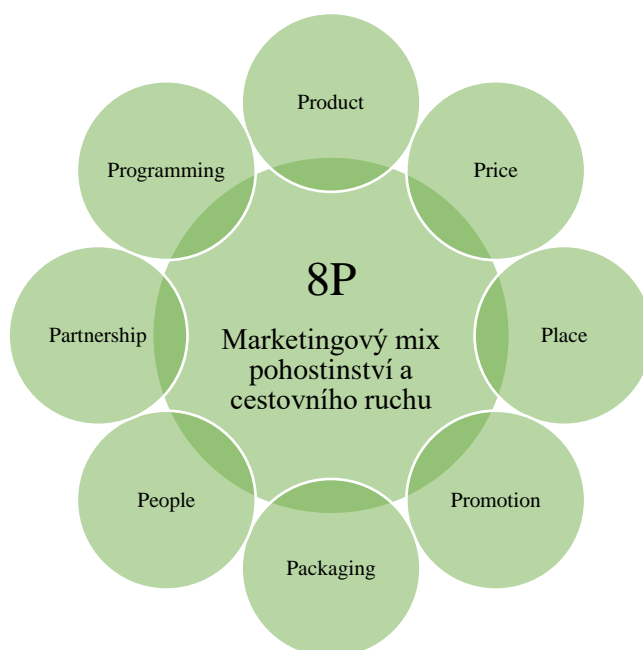 Product
Programming
Price
8P
Marketingový mix
pohostinství a
cestovního ruchu
Partnership
Place
People
Promotion
Packaging